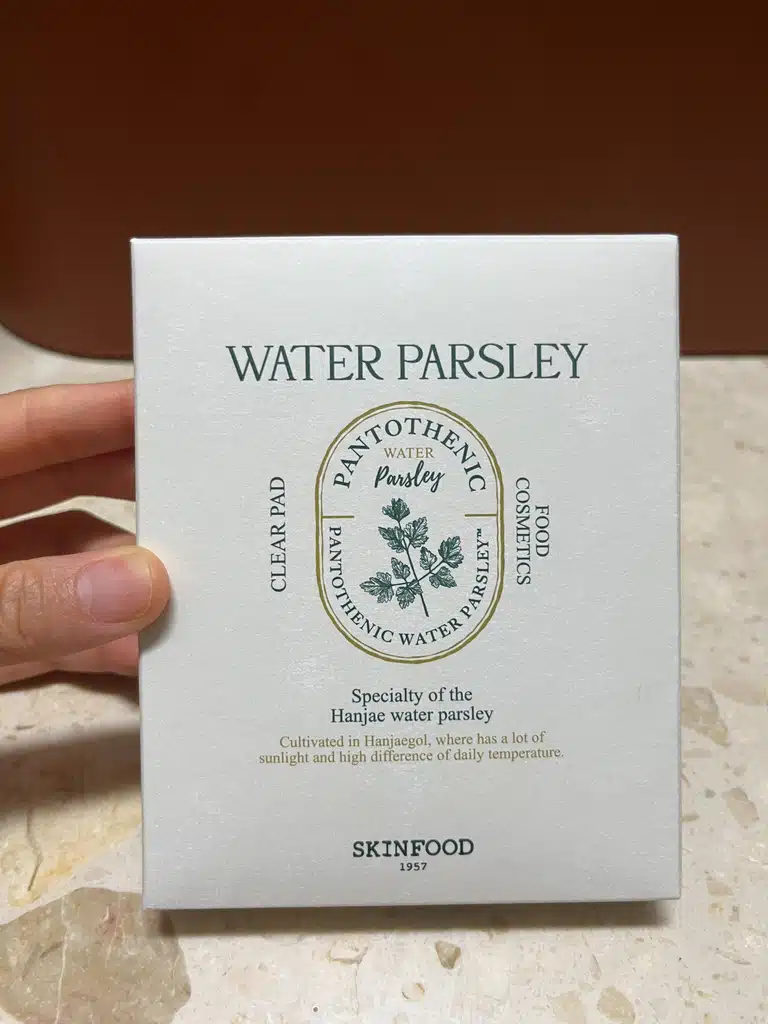 WATER PARSLEY
PANTOTHENIC
WATER
Parsley
PANTOTHENIC WATER PARSLEY™
CLEAR PAD
FOOD
COSMETICS
Specialty of the
Hanjae water parsley
Cultivated in Hanjaegol, where has a lot of
sunlight and high difference of daily temperature.
SKINFOOD
1957